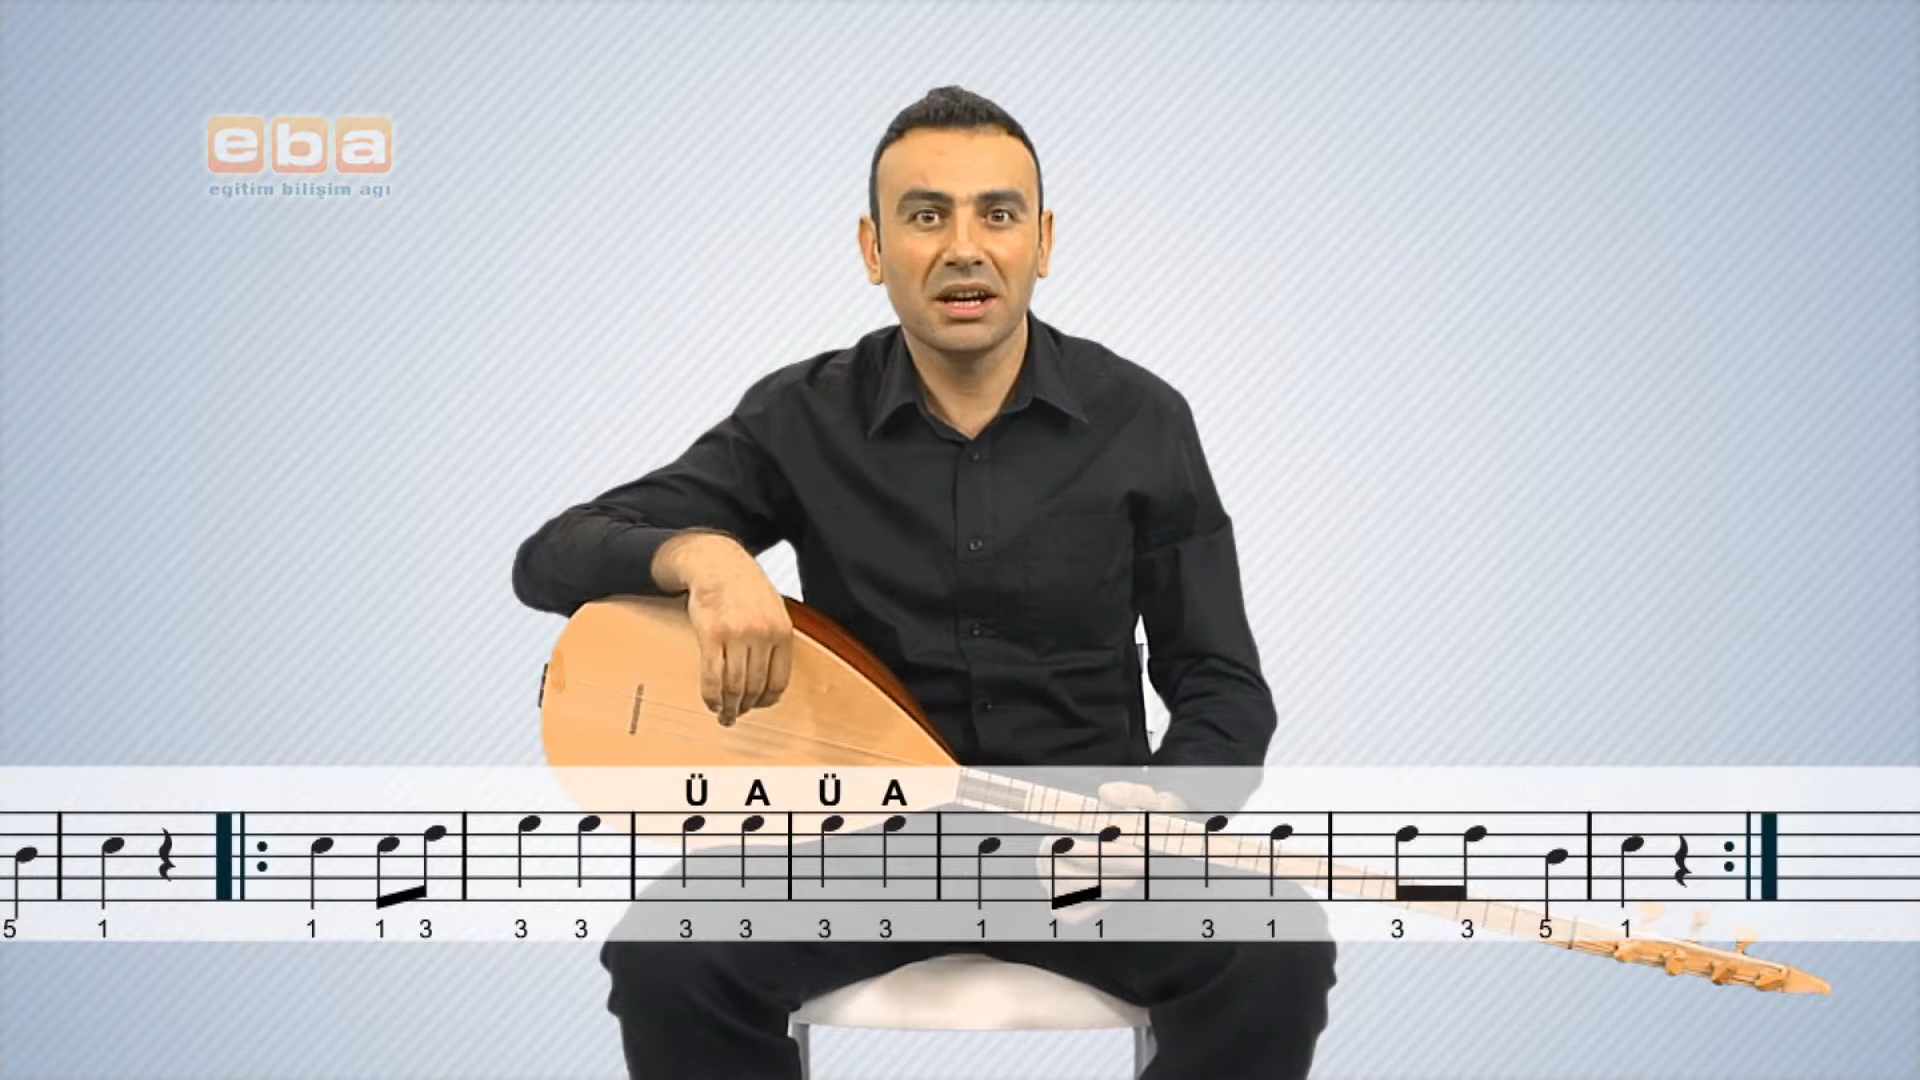 eba
eğitim bilişim ağı
Ü A Ü A
5 1 1 1 3 3 3 3 3 3 3 1 1 1 3 1 3 3 5 1